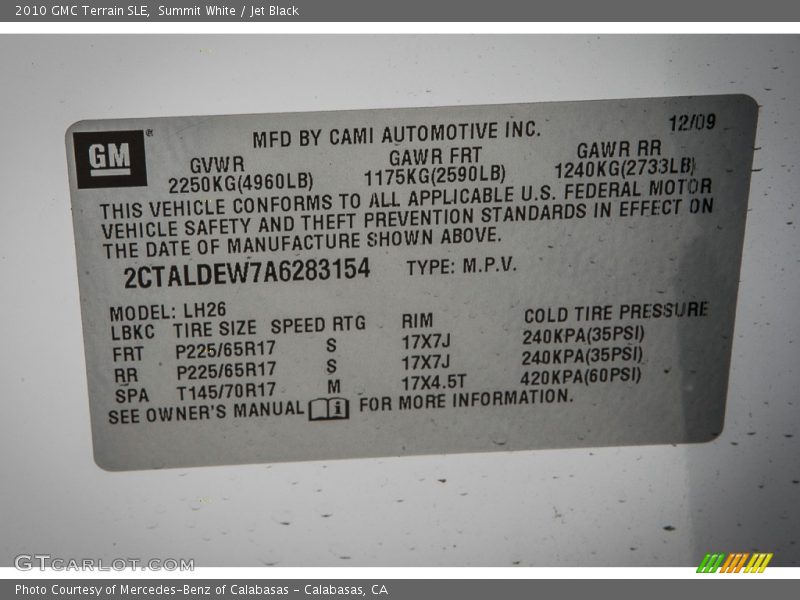 2010 GMC Terrain SLE, Summit White / Jet Black
GM ®
MFD BY CAMI AUTOMOTIVE INC. 12/09
GVWR GAWR FRT GAWR RR
2250KG(4960LB) 1175KG(2590LB) 1240KG(2733LB)
THIS VEHICLE CONFORMS TO ALL APPLICABLE U.S. FEDERAL MOTOR
VEHICLE SAFETY AND THEFT PREVENTION STANDARDS IN EFFECT ON
THE DATE OF MANUFACTURE SHOWN ABOVE.
2CTALDEW7A6283154 TYPE: M.P.V.
MODEL: LH26
LBKC TIRE SIZE SPEED RTG RIM COLD TIRE PRESSURE
FRT P225/65R17 S 17X7J 240KPA(35PSI)
RR P225/65R17 S 17X7J 240KPA(35PSI)
SPA T145/70R17 M 17X4.5T 420KPA(60PSI)
SEE OWNER'S MANUAL i FOR MORE INFORMATION.
GTCARLOT.COM
Photo Courtesy of Mercedes-Benz of Calabasas - Calabasas, CA